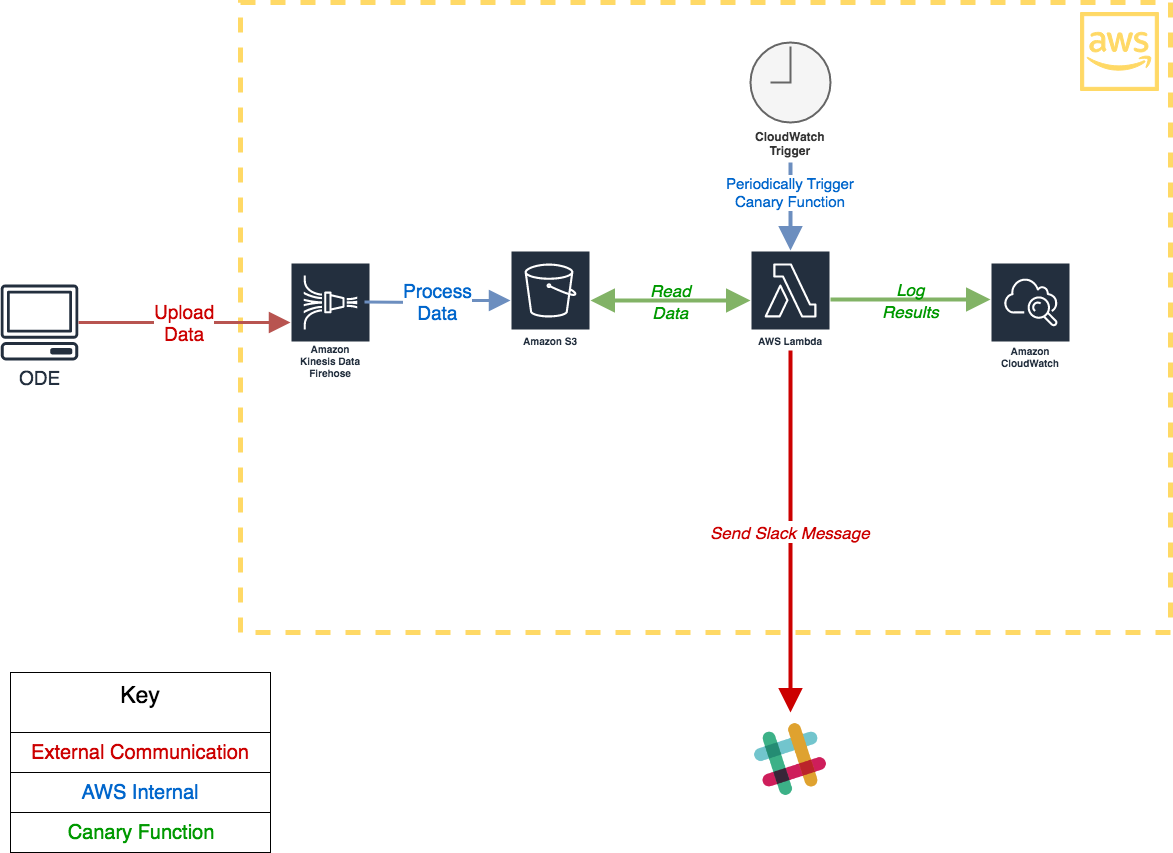 aws
CloudWatch
Trigger
Periodically Trigger
Canary Function
Upload
Data
ODE
Amazon
Kinesis Data
Firehose
Process
Data
Amazon S3
Read
Data
AWS Lambda
Log
Results
Amazon
CloudWatch
Send Slack Message
Key
External Communication
AWS Internal
Canary Function